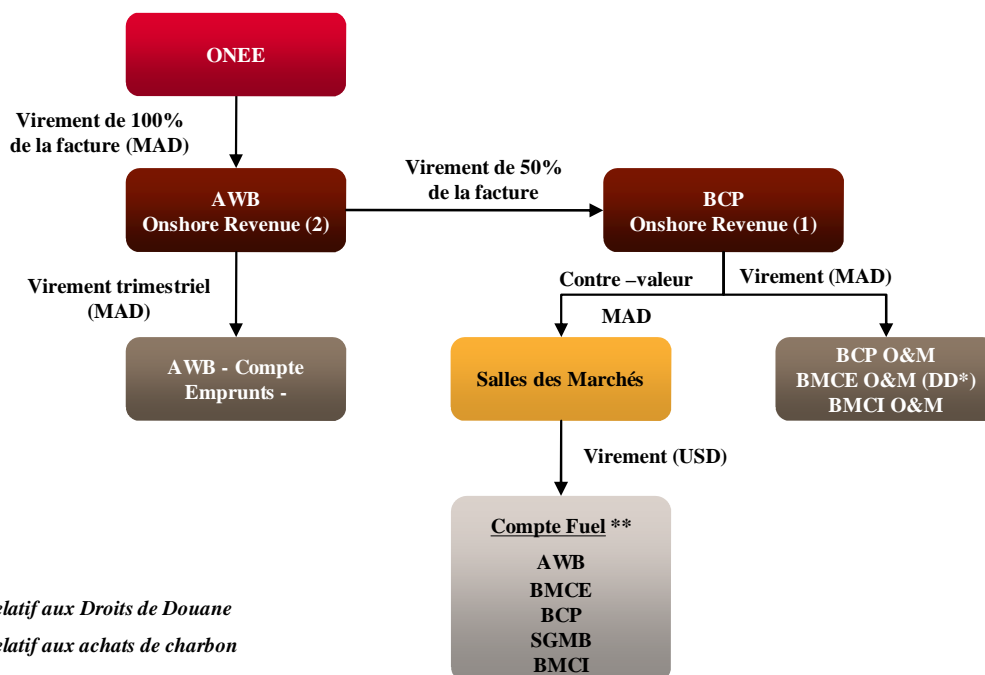 ONEE
Virement de 100%
de la facture (MAD)
Virement de 50%
de la facture
AWB
Onshore Revenue (2)
BCP
Onshore Revenue (1)
Virement trimestriel
(MAD)
Contre –valeur
MAD
Virement (MAD)
AWB - Compte
Emprunts -
Salles des Marchés
BCP O&M
BMCE O&M (DD*)
BMCI O&M
Virement (USD)
Compte Fuel **
AWB
BMCE
BCP
SGMB
BMCI
elatif aux Droits de Douane
elatif aux achats de charbon